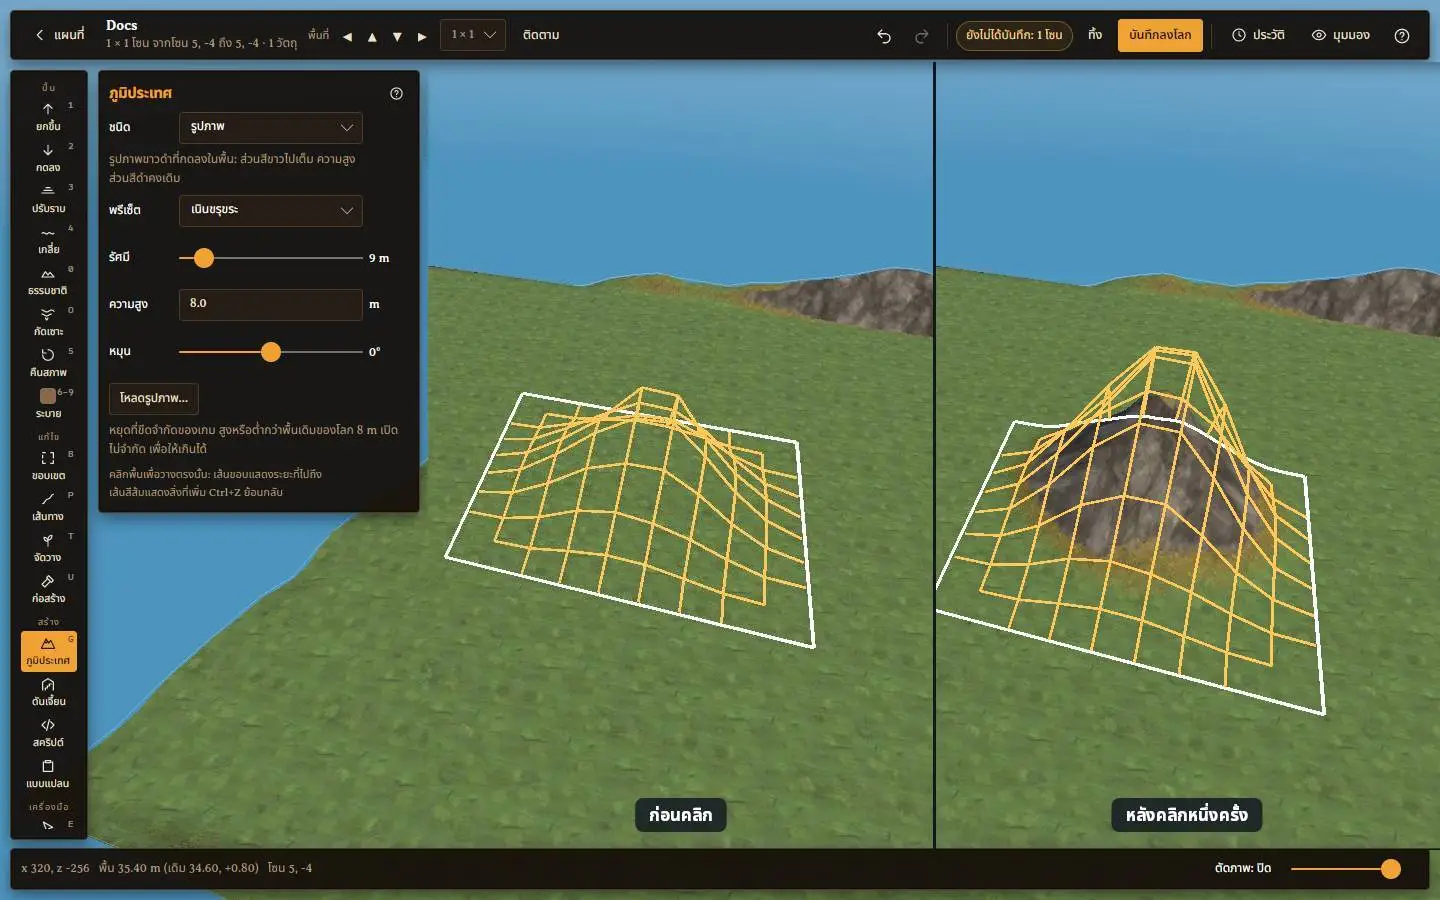 แผนที่
Docs
1 × 1 โซน จากโซน 5, -4 ถึง 5, -4 · 1 วัตถุ
พื้นที่
1 × 1
ติดตาม
ยังไม่ได้บันทึก: 1 โซน
ทิ้ง
บันทึกลงโลก
ประวัติ
มุมมอง
ปั้น
ยกขึ้น 1
กดลง 2
ปรับราบ 3
เกลี่ย 4
ธรรมชาติ 0
กัดเซาะ O
คืนสภาพ 5
ระบาย 6-9
แก้ไข
ขอบเขต B
เส้นทาง P
จัดวาง T
ก่อสร้าง U
สร้าง
ภูมิประเทศ G
ดันเจี้ยน
สคริปต์
แบบแปลน
เครื่องมือ
E
ภูมิประเทศ
ชนิด
รูปภาพ
รูปภาพขาวดำที่กดลงในพื้น: ส่วนสีขาวไปเต็ม ความสูง
ส่วนสีดำคงเดิม
พรีเซ็ต
เนินขรุขระ
รัศมี
9 m
ความสูง
8.0
m
หมุน
0°
โหลดรูปภาพ...
หยุดที่ขีดจำกัดของเกม สูงหรือต่ำกว่าพื้นเดิมของโลก 8 m เปิด
ไม่จำกัด เพื่อให้เกินได้
คลิกพื้นเพื่อวางตรงนั้น: เส้นขอบแสดงระยะที่ไปถึง
เส้นสีส้มแสดงสิ่งที่เพิ่ม Ctrl+Z ย้อนกลับ
ก่อนคลิก
หลังคลิกหนึ่งครั้ง
x 320, z -256 พื้น 35.40 m (เดิม 34.60, +0.80) โซน 5, -4
ตัดภาพ: ปิด